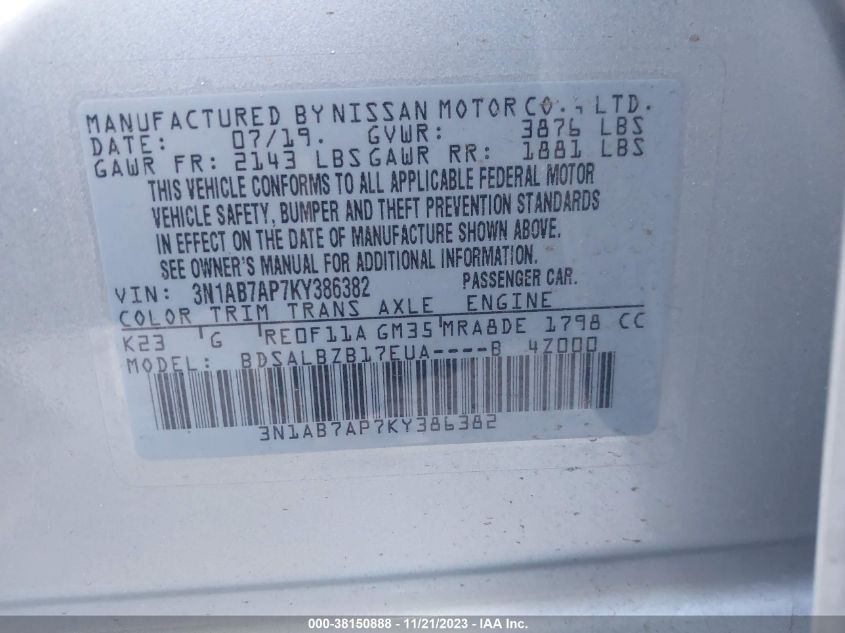 MANUFACTURED BY NISSAN MOTOR CO., LTD.
DATE: 07/19. GVWR: 3876 LBS
GAWR FR: 2143 LBS GAWR RR: 1881 LBS
THIS VEHICLE CONFORMS TO ALL APPLICABLE FEDERAL MOTOR
VEHICLE SAFETY, BUMPER AND THEFT PREVENTION STANDARDS
IN EFFECT ON THE DATE OF MANUFACTURE SHOWN ABOVE.
SEE OWNER'S MANUAL FOR ADDITIONAL INFORMATION.
VIN: 3N1AB7AP7KY386382 PASSENGER CAR.
COLOR TRIM TRANS AXLE ENGINE
K23 G RE0F11A GM35 MRA8DE 1798 CC
MODEL: BDSALBZB17EUA----B 4Z000
3N1AB7AP7KY386382
000-38150888 - 11/21/2023 - IAA Inc.